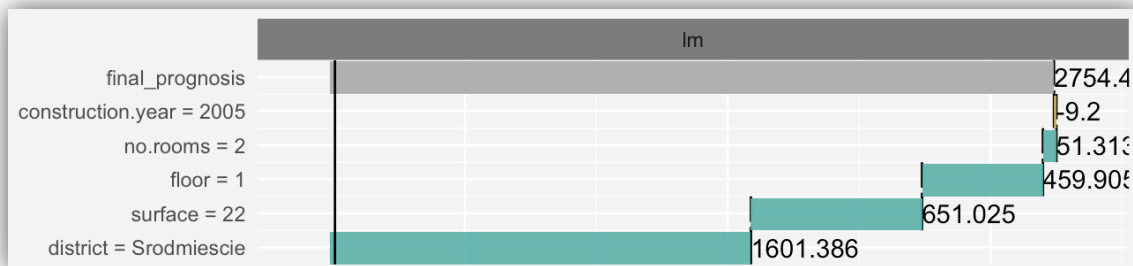 lm
final_prognosis 2754.4
construction.year = 2005 -9.2
no.rooms = 2 51.313
floor = 1 459.905
surface = 22 651.025
district = Srodmiescie 1601.386